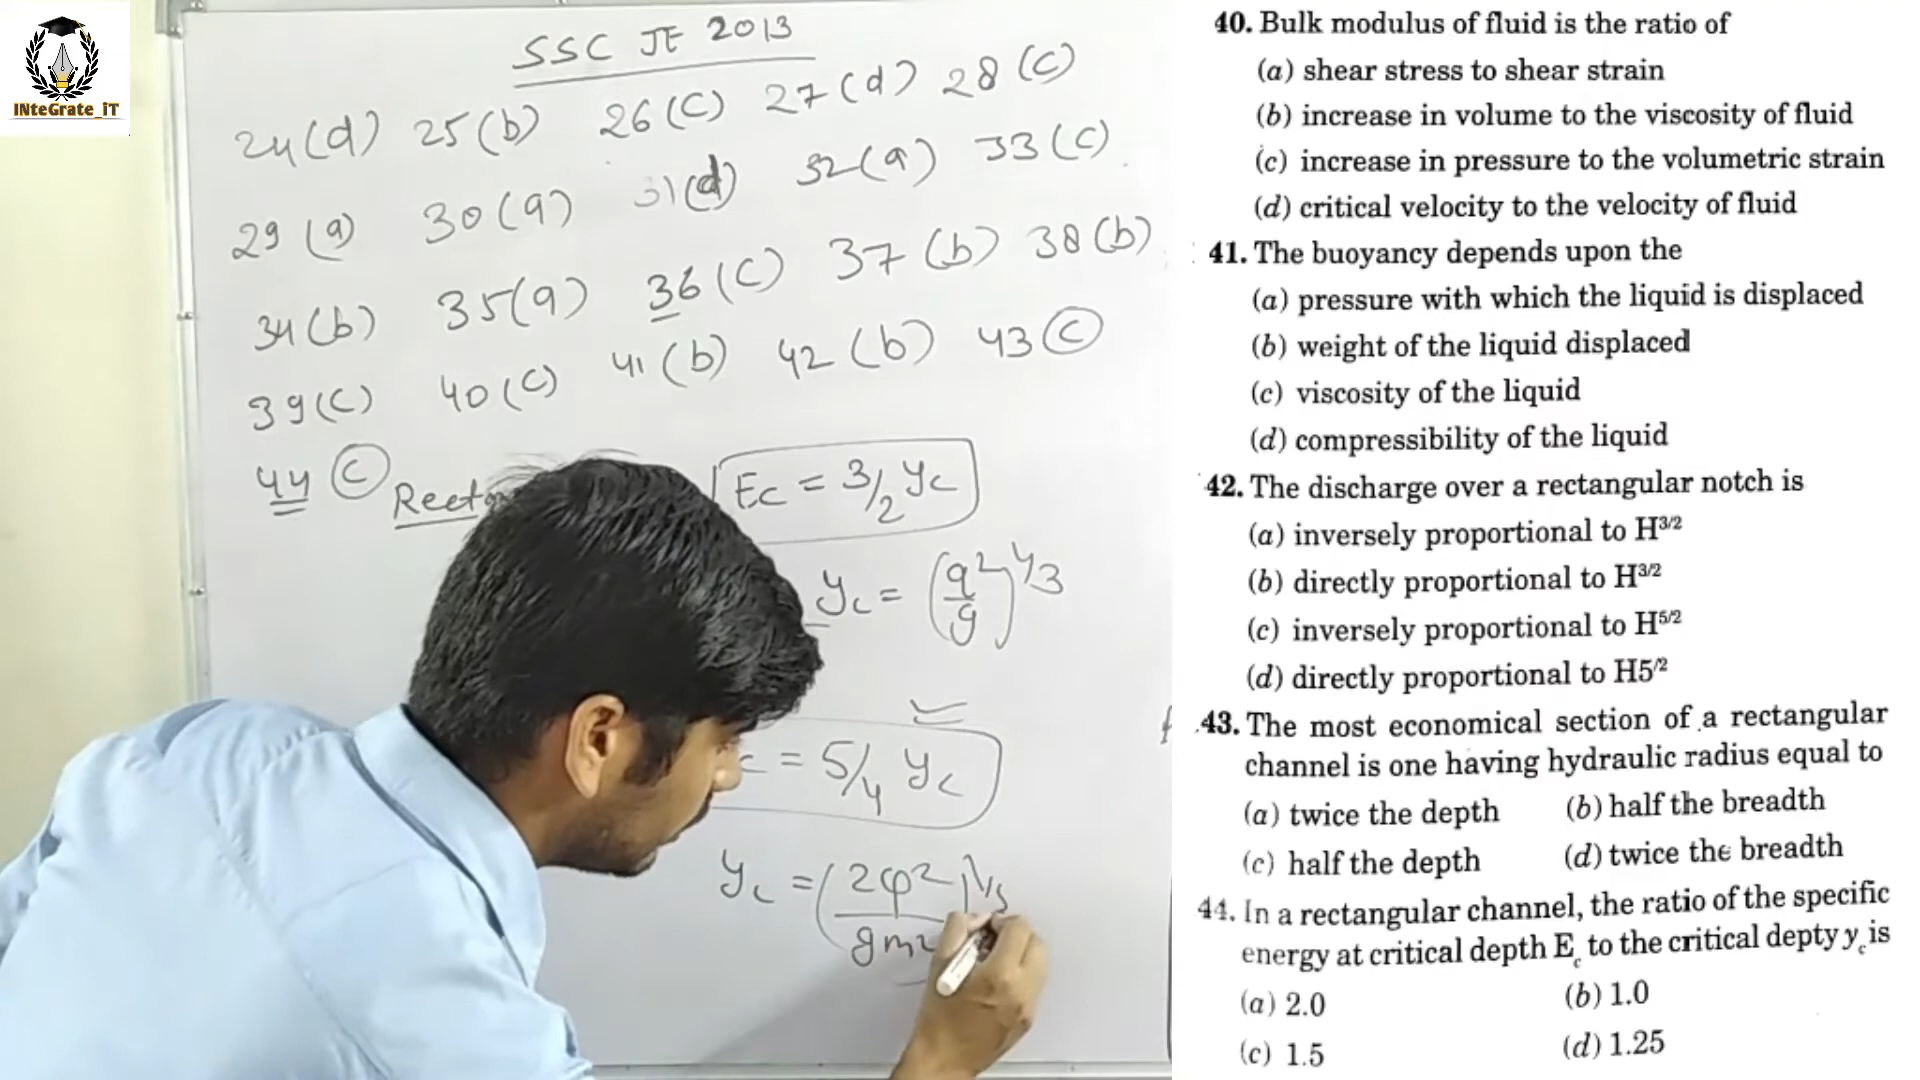 INteGrate_iT
SSC JE 2013
24(d) 25(b) 26(C) 27(d) 28(C)
29(a) 30(a) 31(d) 32(a) 33(C)
34(b) 35(a) 36(C) 37(b) 38(b)
39(C) 40(C) 41(b) 42(b) 43 C
44 C Ec = 3/2 yc
yc = (q²/g)^1/3
c = 5/4 yc
40. Bulk modulus of fluid is the ratio of
(a) shear stress to shear strain
(b) increase in volume to the viscosity of fluid
(c) increase in pressure to the volumetric strain
(d) critical velocity to the velocity of fluid
41. The buoyancy depends upon the
(a) pressure with which the liquid is displaced
(b) weight of the liquid displaced
(c) viscosity of the liquid
(d) compressibility of the liquid
42. The discharge over a rectangular notch is
(a) inversely proportional to H^3/2
(b) directly proportional to H^3/2
(c) inversely proportional to H^5/2
(d) directly proportional to H5^/2
43. The most economical section of a rectangular
channel is one having hydraulic radius equal to
(a) twice the depth (b) half the breadth
(c) half the depth (d) twice the breadth
44. In a rectangular channel, the ratio of the specific
energy at critical depth Ec to the critical depty yc is
(a) 2.0 (b) 1.0
(c) 1.5 (d) 1.25